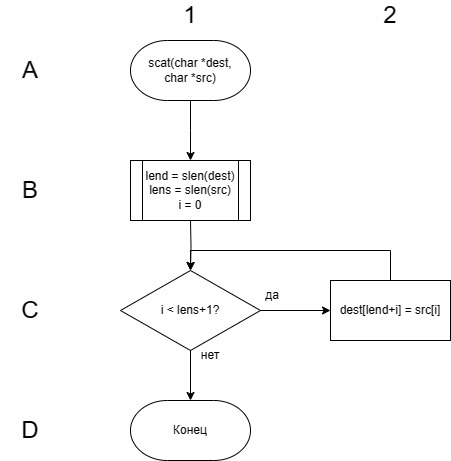 1 2
A
scat(char *dest,
char *src)
B
lend = slen(dest)
lens = slen(src)
i = 0
C
i < lens+1?
да
dest[lend+i] = src[i]
нет
D
Конец